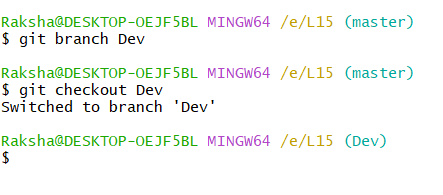 Raksha@DESKTOP-OEJF5BL MINGW64 /e/L15 (master)
$ git branch Dev
Raksha@DESKTOP-OEJF5BL MINGW64 /e/L15 (master)
$ git checkout Dev
Switched to branch 'Dev'
Raksha@DESKTOP-OEJF5BL MINGW64 /e/L15 (Dev)
$